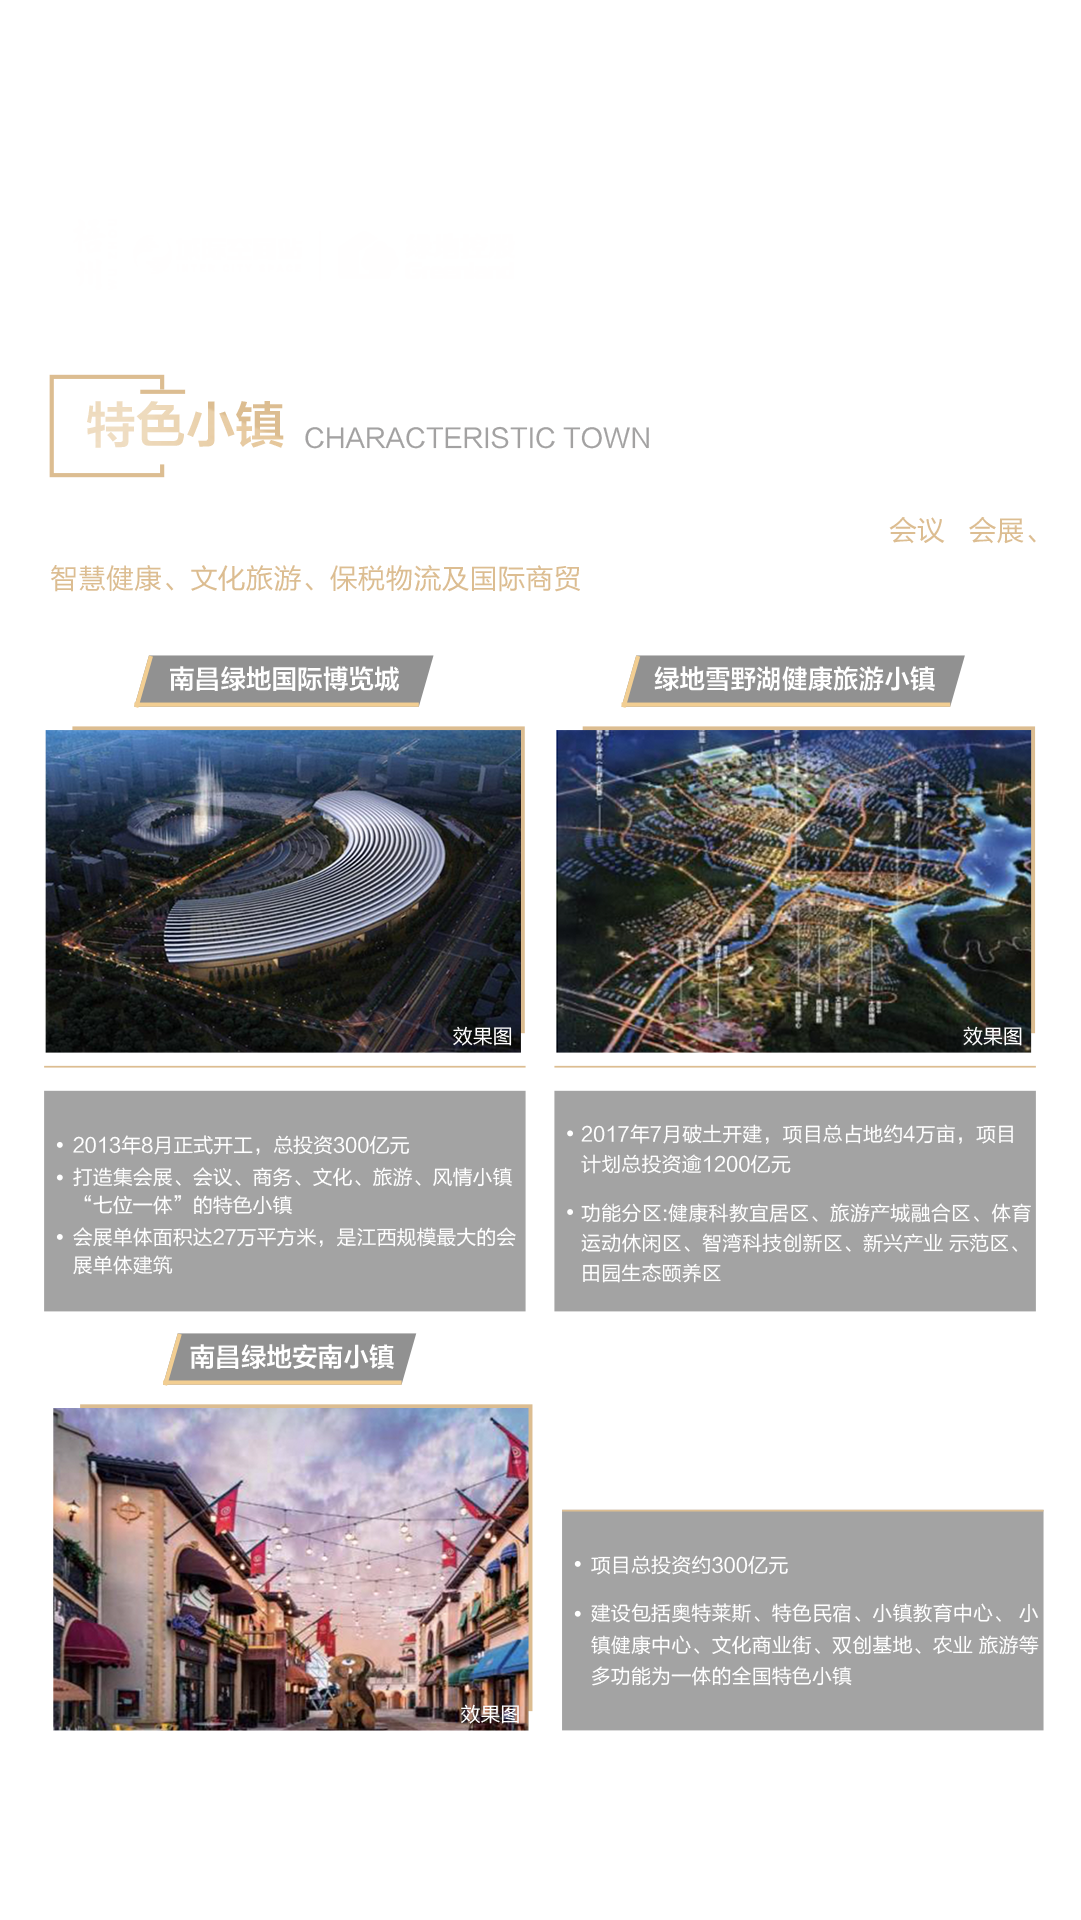 特色小镇 CHARACTERISTIC TOWN
会议 会展、
智慧健康、文化旅游、保税物流及国际商贸
南昌绿地国际博览城
绿地雪野湖健康旅游小镇
效果图
效果图
• 2013年8月正式开工，总投资300亿元
• 打造集会展、会议、商务、文化、旅游、风情小镇
“七位一体”的特色小镇
• 会展单体面积达27万平方米，是江西规模最大的会
展单体建筑
• 2017年7月破土开建，项目总占地约4万亩，项目
计划总投资逾1200亿元
• 功能分区:健康科教宜居区、旅游产城融合区、体育
运动休闲区、智湾科技创新区、新兴产业 示范区、
田园生态颐养区
南昌绿地安南小镇
效果图
• 项目总投资约300亿元
• 建设包括奥特莱斯、特色民宿、小镇教育中心、 小
镇健康中心、文化商业街、双创基地、农业 旅游等
多功能为一体的全国特色小镇